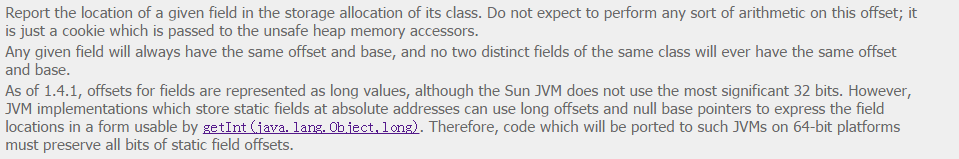 Report the location of a given field in the storage allocation of its class. Do not expect to perform any sort of arithmetic on this offset; it
is just a cookie which is passed to the unsafe heap memory accessors.
Any given field will always have the same offset and base, and no two distinct fields of the same class will ever have the same offset
and base.
As of 1.4.1, offsets for fields are represented as long values, although the Sun JVM does not use the most significant 32 bits. However,
JVM implementations which store static fields at absolute addresses can use long offsets and null base pointers to express the field
locations in a form usable by getInt(java.lang.Object,long). Therefore, code which will be ported to such JVMs on 64-bit platforms
must preserve all bits of static field offsets.